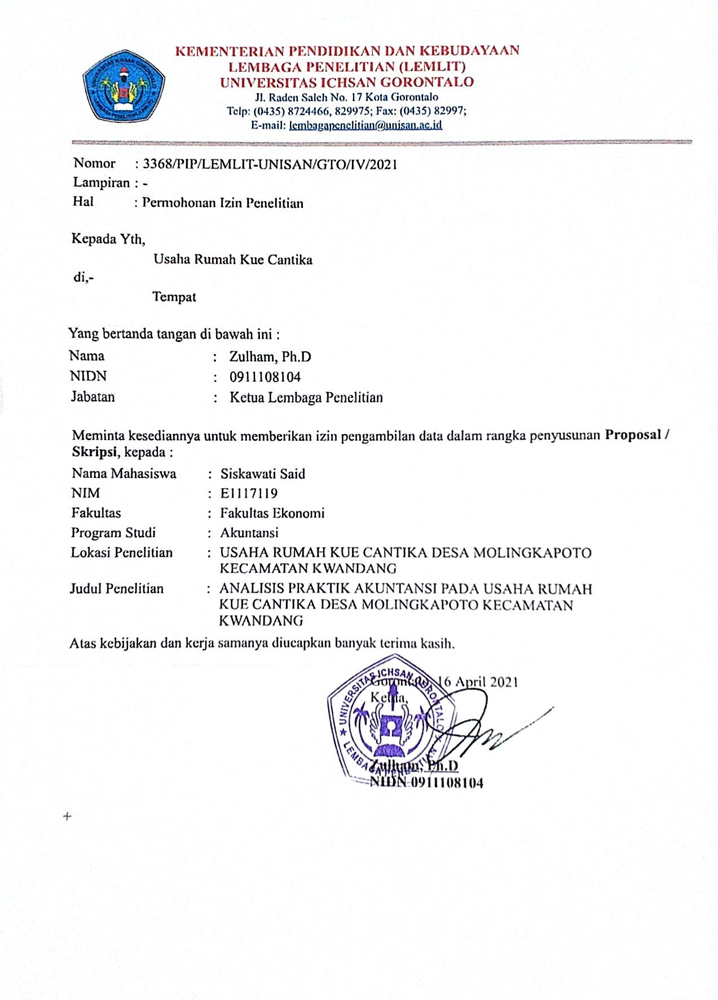 KEMENTERIAN PENDIDIKAN DAN KEBUDAYAAN
LEMBAGA PENELITIAN (LEMLIT)
UNIVERSITAS ICHSAN GORONTALO
Jl. Raden Saleh No. 17 Kota Gorontalo
Telp: (0435) 8724466, 829975; Fax: (0435) 82997;
E-mail: lembagapenelitian@unisan.ac.id
UNIVERSITAS ICHSAN GORONTALO
LEMBAGA PENELITIAN
Nomor : 3368/PIP/LEMLIT-UNISAN/GTO/IV/2021
Lampiran : -
Hal : Permohonan Izin Penelitian
Kepada Yth,
Usaha Rumah Kue Cantika
di,-
Tempat
Yang bertanda tangan di bawah ini :
Nama : Zulham, Ph.D
NIDN : 0911108104
Jabatan : Ketua Lembaga Penelitian
Meminta kesediannya untuk memberikan izin pengambilan data dalam rangka penyusunan Proposal /
Skripsi, kepada :
Nama Mahasiswa : Siskawati Said
NIM : E1117119
Fakultas : Fakultas Ekonomi
Program Studi : Akuntansi
Lokasi Penelitian : USAHA RUMAH KUE CANTIKA DESA MOLINGKAPOTO
KECAMATAN KWANDANG
Judul Penelitian : ANALISIS PRAKTIK AKUNTANSI PADA USAHA RUMAH
KUE CANTIKA DESA MOLINGKAPOTO KECAMATAN
KWANDANG
Atas kebijakan dan kerja samanya diucapkan banyak terima kasih.
Gorontalo, 16 April 2021
Ketua,
UNIVERSITAS ICHSAN GORONTALO
LEMBAGA PENELITIAN
Zulham, Ph.D
NIDN 0911108104